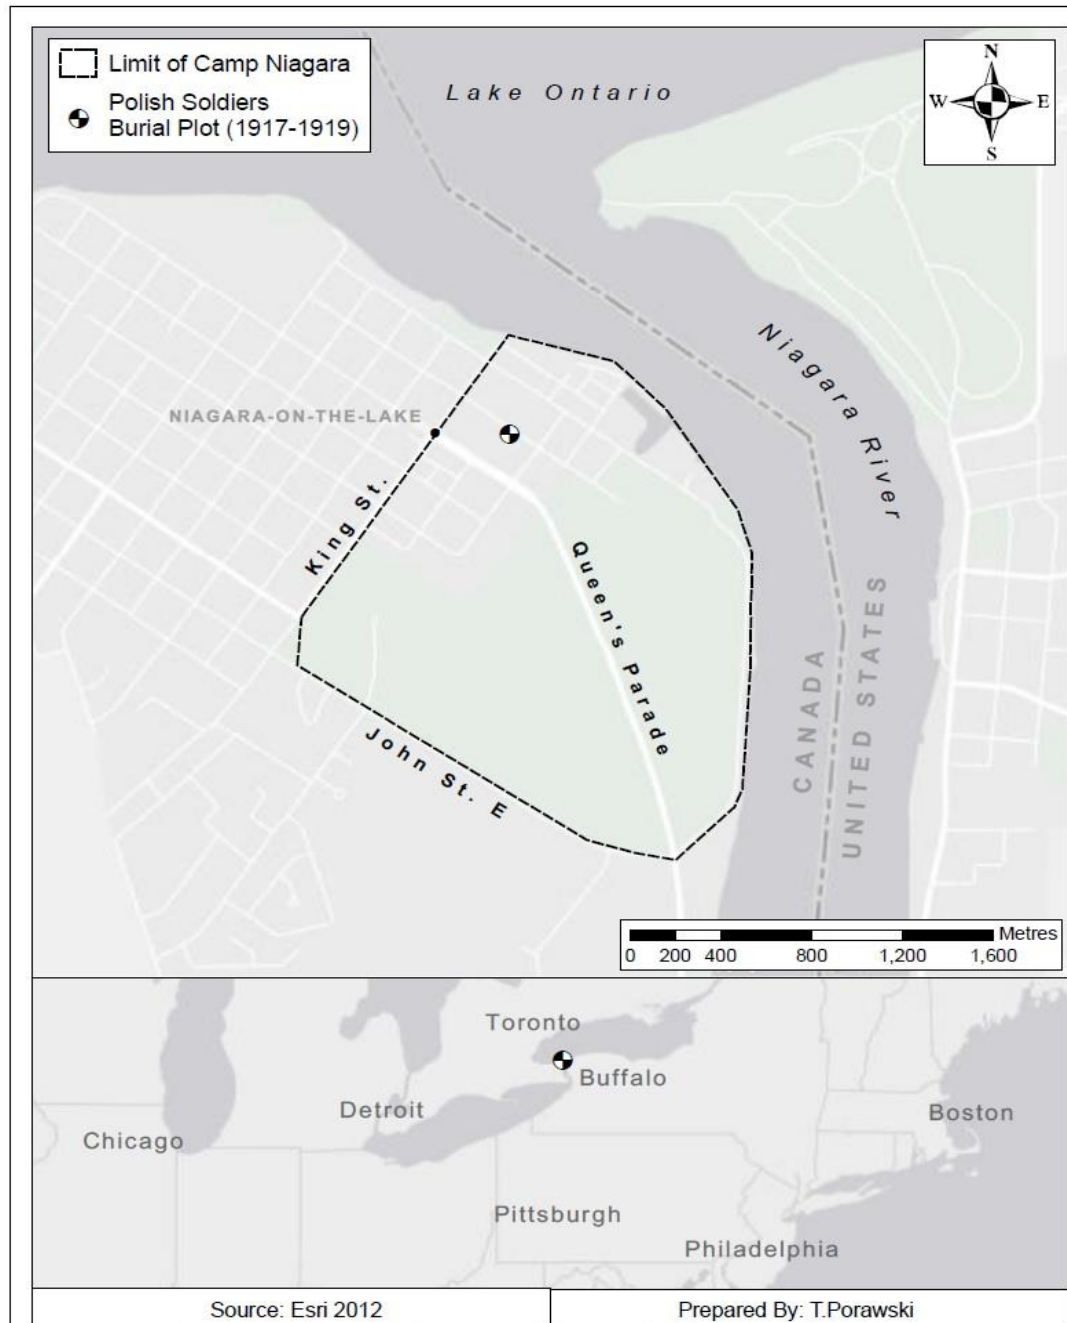 Limit of Camp Niagara
Polish Soldiers
Burial Plot (1917-1919)
N
W E
S
Lake Ontario
Niagara River
NIAGARA-ON-THE-LAKE
King St.
Queen's Parade
John St. E
CANADA
UNITED STATES
Metres
0 200 400 800 1,200 1,600
Toronto
Buffalo
Detroit
Boston
Chicago
Pittsburgh
Philadelphia
Source: Esri 2012
Prepared By: T.Porawski